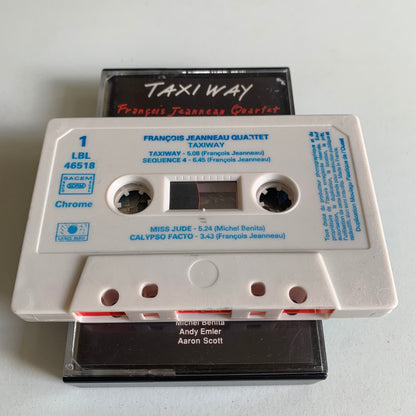 TAXIWAY
François Jeanneau Quartet
1
LBL
46518
FRANÇOIS JEANNEAU QUARTET
TAXIWAY
TAXIWAY - 5.08 (François Jeanneau)
SEQUENCE 4 - 6.45 (François Jeanneau)
SACEM
Chrome
MISS JUDE - 5.24 (Michel Benita)
CALYPSO FACTO - 3.43 (François Jeanneau)
Michel Benita
Andy Emler
Aaron Scott